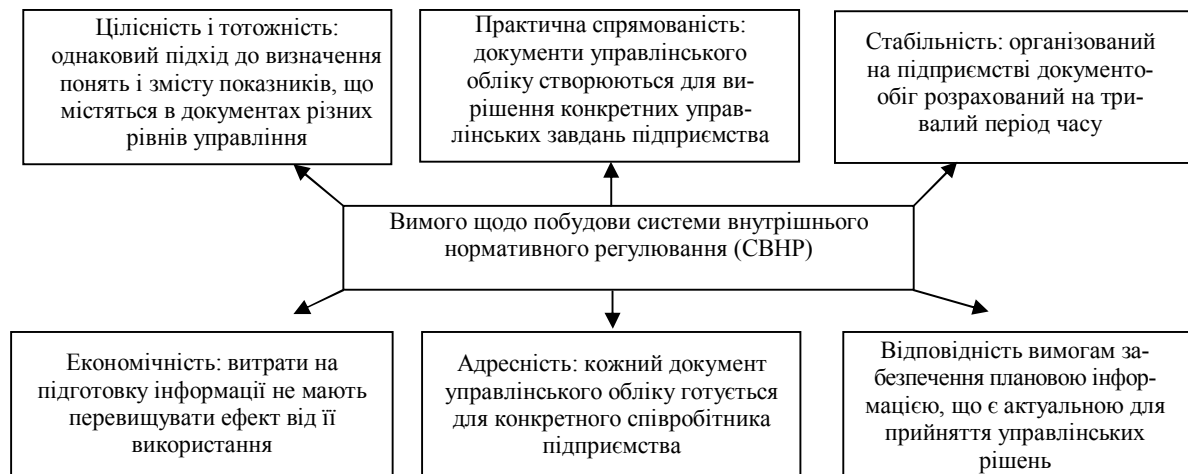 Цілісність і тотожність:
однаковий підхід до визначення
понять і змісту показників, що
містяться в документах різних
рівнів управління
Практична спрямованість:
документи управлінського
обліку створюються для ви-
рішення конкретних управ-
лінських завдань підприємства
Стабільність: організований
на підприємстві документо-
обіг розрахований на три-
валий період часу
Вимого щодо побудови системи внутрішнього
нормативного регулювання (СВНР)
Економічність: витрати на
підготовку інформації не мають
перевищувати ефект від її
використання
Адресність: кожний документ
управлінського обліку готується
для конкретного співробітника
підприємства
Відповідність вимогам за-
безпечення плановою інфор-
мацією, що є актуальною для
прийняття управлінських
рішень